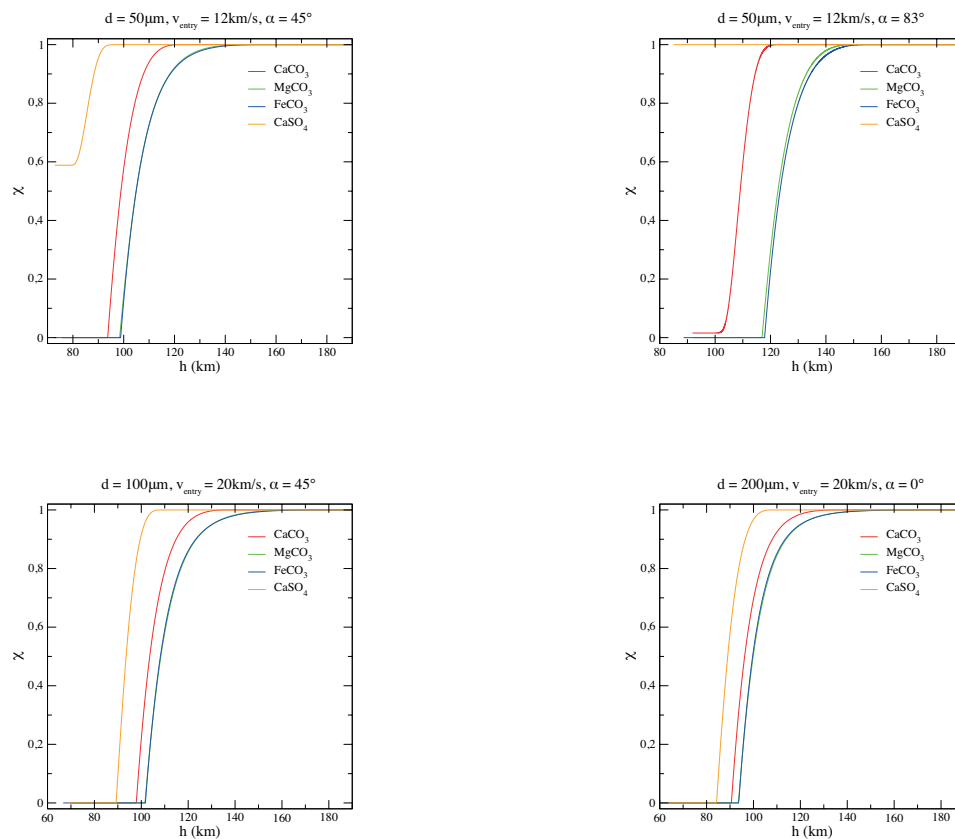 d = 50μm, v_entry = 12km/s, α = 45°
1
0,8
0,6
0,4
0,2
0
χ
CaCO₃
MgCO₃
FeCO₃
CaSO₄
80 100 120 140 160 180
h (km)
d = 50μm, v_entry = 12km/s, α = 83°
1
0,8
0,6
0,4
0,2
0
χ
CaCO₃
MgCO₃
FeCO₃
CaSO₄
60 80 100 120 140 160 180
h (km)
d = 100μm, v_entry = 20km/s, α = 45°
1
0,8
0,6
0,4
0,2
0
χ
CaCO₃
MgCO₃
FeCO₃
CaSO₄
60 80 100 120 140 160 180
h (km)
d = 200μm, v_entry = 20km/s, α = 0°
1
0,8
0,6
0,4
0,2
0
χ
CaCO₃
MgCO₃
FeCO₃
CaSO₄
60 80 100 120 140 160 180
h (km)